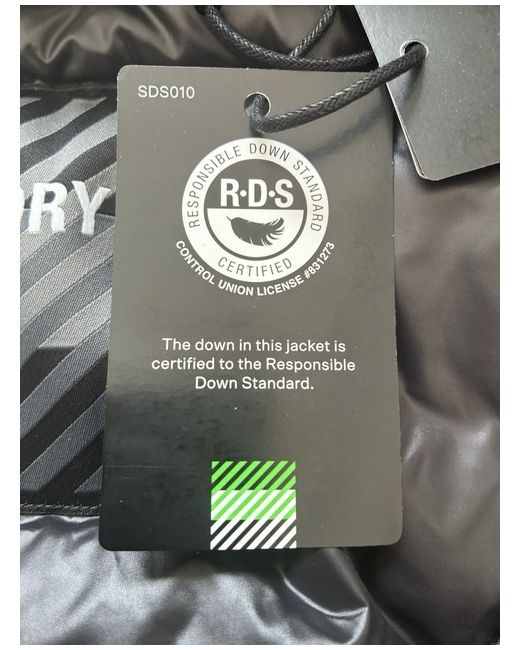 SDS010
RESPONSIBLE DOWN STANDARD
R·D·S
CERTIFIED
CONTROL UNION LICENSE #831273
The down in this jacket is
certified to the Responsible
Down Standard.
DRY